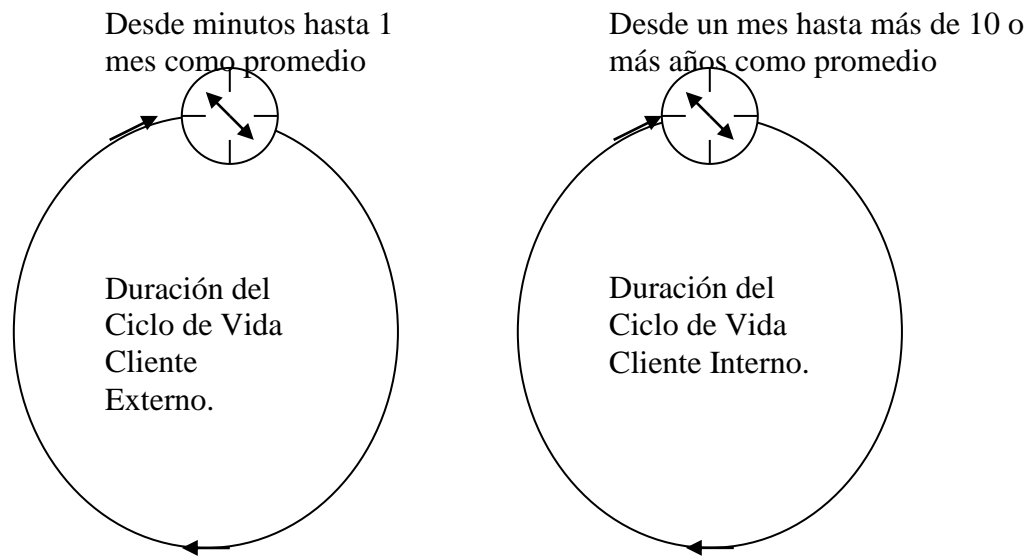 Desde minutos hasta 1
mes como promedio
Desde un mes hasta más de 10 o
más años como promedio
Duración del
Ciclo de Vida
Cliente
Externo.
Duración del
Ciclo de Vida
Cliente Interno.